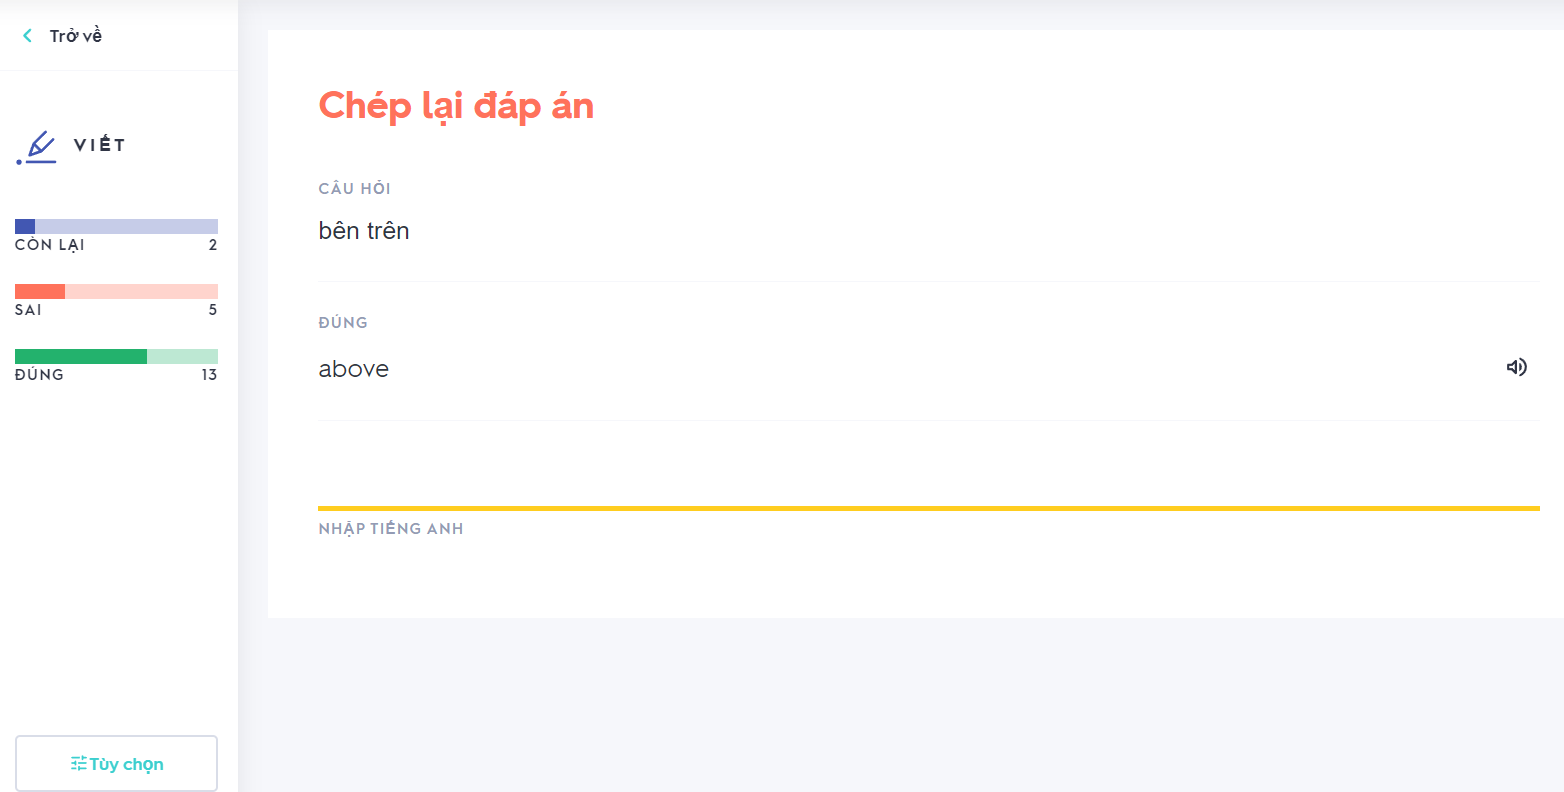 Trở về
VIẾT
CÒN LẠI 2
SAI 5
ĐÚNG 13
Tùy chọn
Chép lại đáp án
CÂU HỎI
bên trên
ĐÚNG
above
NHẬP TIẾNG ANH